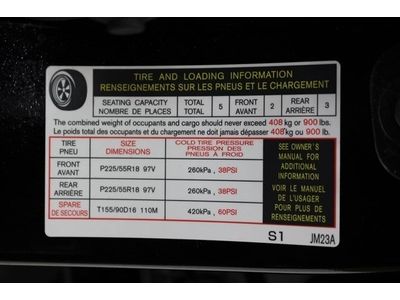 TIRE AND LOADING INFORMATION
RENSEIGNEMENTS SUR LES PNEUS ET LE CHARGEMENT
SEATING CAPACITY TOTAL 5 FRONT 2 REAR 3
NOMBRE DE PLACES TOTAL AVANT ARRIÈRE
The combined weight of occupants and cargo should never exceed 408 kg or 900 lbs.
Le poids total des occupants et du chargement ne doit jamais dépasser 408 kg ou 900 lb.
TIRE SIZE COLD TIRE PRESSURE
PNEU DIMENSIONS PRESSION DES PNEUS À FROID
FRONT AVANT P225/55R18 97V 260kPa, 38PSI
REAR ARRIÈRE P225/55R18 97V 260kPa, 38PSI
SPARE DE SECOURS T155/90D16 110M 420kPa, 60PSI
SEE OWNER'S
MANUAL FOR
ADDITIONAL
INFORMATION
VOIR LE MANUEL
DE L'USAGER
POUR PLUS DE
RENSEIGNEMENTS
S1 JM23A